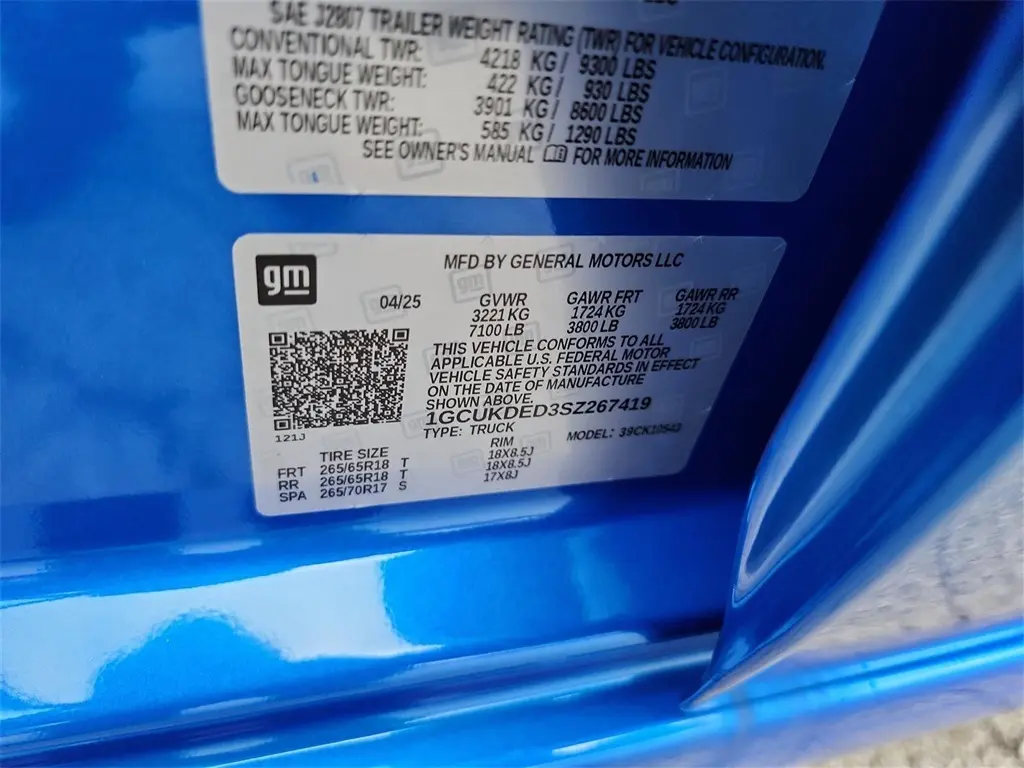 SAE J2807 TRAILER WEIGHT RATING (TWR) FOR VEHICLE CONFIGURATION.
CONVENTIONAL TWR: 4218 KG / 9300 LBS
MAX TONGUE WEIGHT: 422 KG / 930 LBS
GOOSENECK TWR: 3901 KG / 8600 LBS
MAX TONGUE WEIGHT: 585 KG / 1290 LBS
SEE OWNER'S MANUAL FOR MORE INFORMATION
gm
MFD BY GENERAL MOTORS LLC
04/25 GVWR GAWR FRT GAWR RR
3221 KG 1724 KG 1724 KG
7100 LB 3800 LB 3800 LB
THIS VEHICLE CONFORMS TO ALL
APPLICABLE U.S. FEDERAL MOTOR
VEHICLE SAFETY STANDARDS IN EFFECT
ON THE DATE OF MANUFACTURE
SHOWN ABOVE.
1GCUKDED3SZ267419
121J
TYPE: TRUCK MODEL:
TIRE SIZE RIM
FRT 265/65R18 T 18X8.5J
RR 265/65R18 T 18X8.5J
SPA 265/70R17 S 17X8J